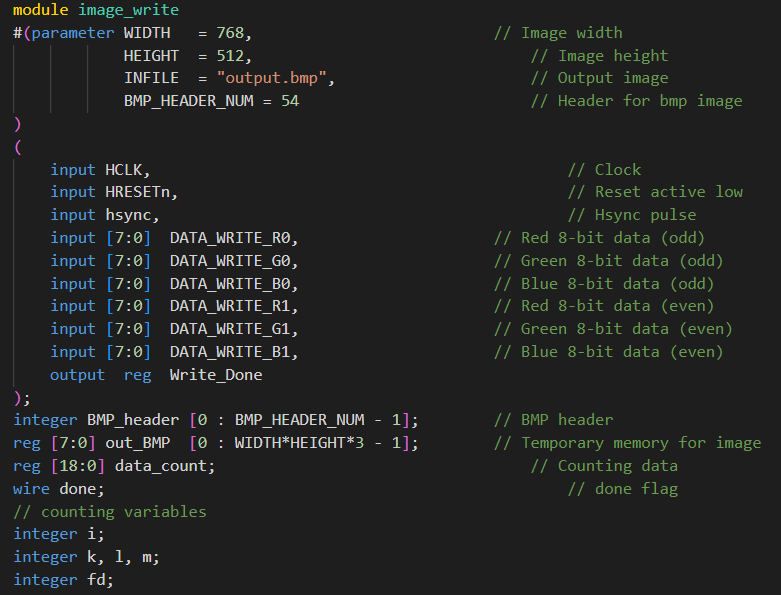 module image_write
#(parameter WIDTH   = 768,                          // Image width
            HEIGHT  = 512,                              // Image height
            INFILE  = "output.bmp",                     // Output image
            BMP_HEADER_NUM = 54                         // Header for bmp image
)
(
    input HCLK,                                             // Clock
    input HRESETn,                                          // Reset active low
    input hsync,                                            // Hsync pulse
    input [7:0]  DATA_WRITE_R0,                     // Red 8-bit data (odd)
    input [7:0]  DATA_WRITE_G0,                     // Green 8-bit data (odd)
    input [7:0]  DATA_WRITE_B0,                     // Blue 8-bit data (odd)
    input [7:0]  DATA_WRITE_R1,                     // Red 8-bit data (even)
    input [7:0]  DATA_WRITE_G1,                     // Green 8-bit data (even)
    input [7:0]  DATA_WRITE_B1,                     // Blue 8-bit data (even)
    output  reg  Write_Done
);
integer BMP_header [0 : BMP_HEADER_NUM - 1];        // BMP header
reg [7:0] out_BMP  [0 : WIDTH*HEIGHT*3 - 1];        // Temporary memory for image
reg [18:0] data_count;                                  // Counting data
wire done;                                                  // done flag
// counting variables
integer i;
integer k, l, m;
integer fd;